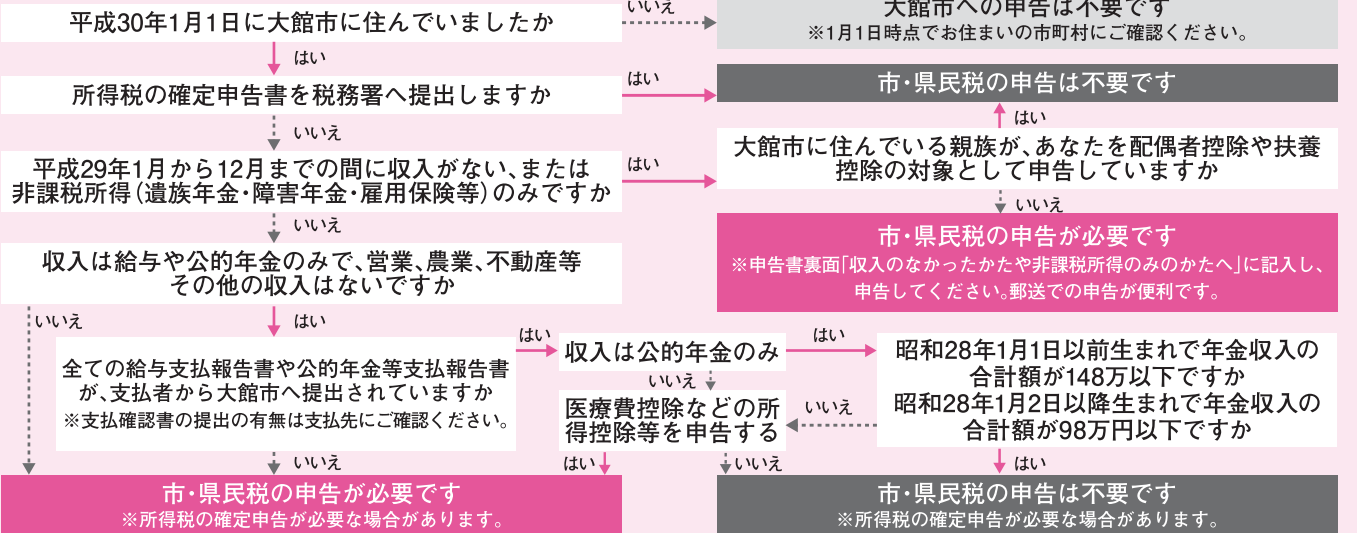 平成30年1月1日に大館市に住んでいましたか
いいえ
大館市への申告は不要です
※1月1日時点でお住まいの市町村にご確認ください。
はい
所得税の確定申告書を税務署へ提出しますか
はい
市・県民税の申告は不要です
いいえ
はい
平成29年1月から12月までの間に収入がない、または
非課税所得（遺族年金・障害年金・雇用保険等）のみですか
はい
大館市に住んでいる親族が、あなたを配偶者控除や扶養
控除の対象として申告していますか
いいえ
いいえ
市・県民税の申告が必要です
※申告書裏面「収入のなかったかたや非課税所得のみのかたへ」に記入し、
申告してください。郵送での申告が便利です。
収入は給与や公的年金のみで、営業、農業、不動産等
その他の収入はないですか
いいえ
はい
全ての給与支払報告書や公的年金等支払報告書
が、支払者から大館市へ提出されていますか
※支払確認書の提出の有無は支払先にご確認ください。
はい
収入は公的年金のみ
はい
昭和28年1月1日以前生まれで年金収入の
合計額が148万以下ですか
昭和28年1月2日以降生まれで年金収入の
合計額が98万円以下ですか
いいえ
医療費控除などの所
得控除等を申告する
いいえ
いいえ
はい
いいえ
はい
市・県民税の申告が必要です
※所得税の確定申告が必要な場合があります。
市・県民税の申告は不要です
※所得税の確定申告が必要な場合があります。